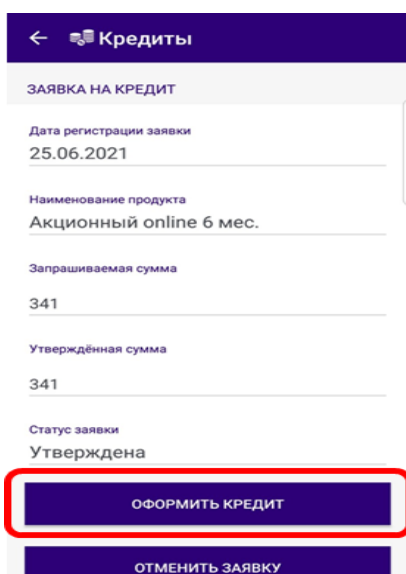 Кредиты
ЗАЯВКА НА КРЕДИТ
Дата регистрации заявки
25.06.2021
Наименование продукта
Акционный online 6 мес.
Запрашиваемая сумма
341
Утверждённая сумма
341
Статус заявки
Утверждена
ОФОРМИТЬ КРЕДИТ
ОТМЕНИТЬ ЗАЯВКУ